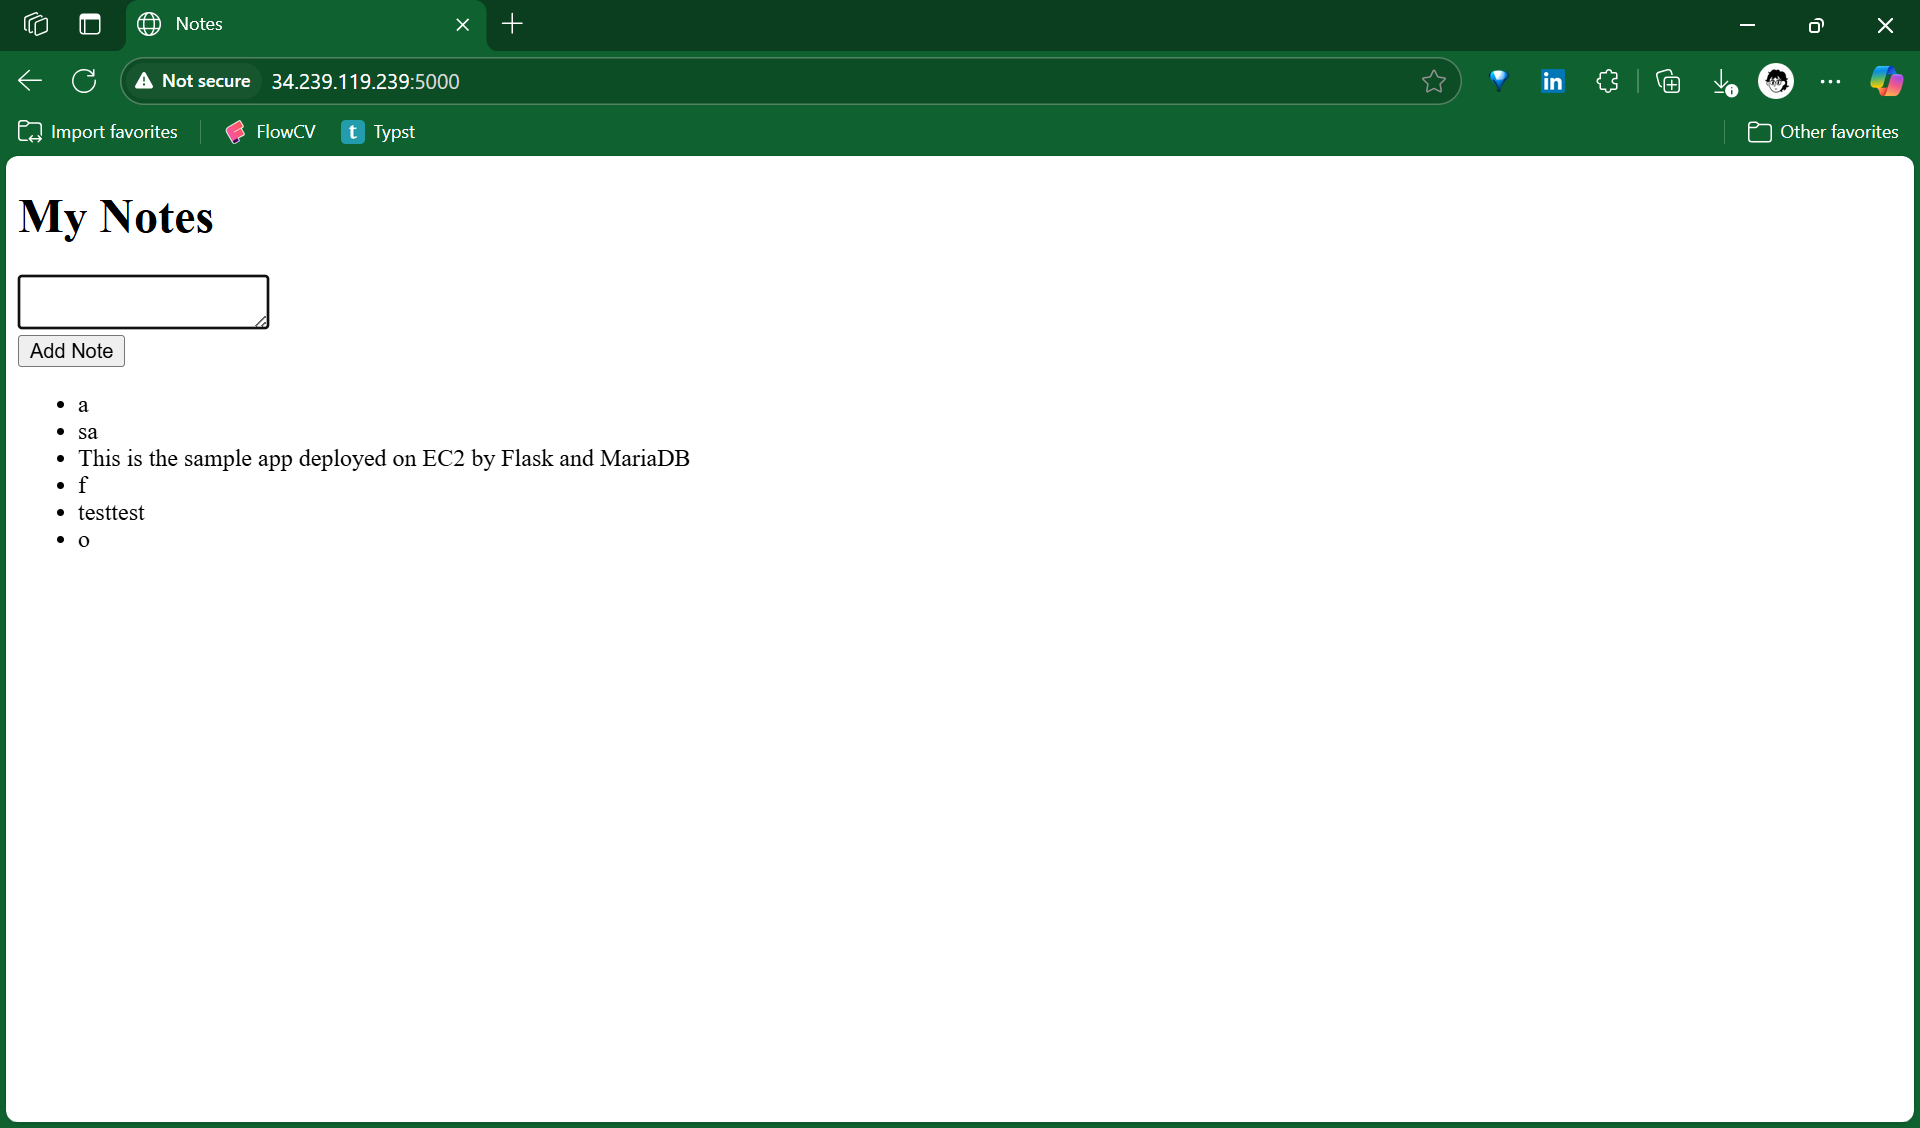 Notes
Not secure 34.239.119.239:5000
in
Import favorites FlowCV t Typst Other favorites
My Notes
Add Note
a
sa
This is the sample app deployed on EC2 by Flask and MariaDB
f
testtest
o